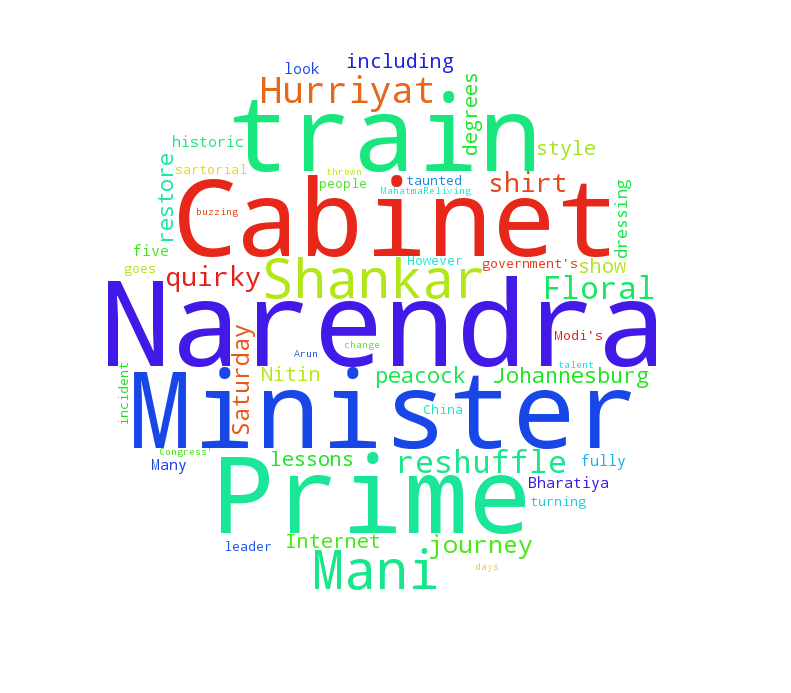 including
look
Hurriyat
degrees
train
historic
style
restore
sartorial
thrown
people
taunted
MahatmaReliving
shirt
Cabinet
dressing
buzzing
five
goes
quirky
Shankar
However
government's
show
Floral
Narendra
Modi's
change
Arun
Saturday
incident
Nitin
peacock
talent
Johannesburg
Minister
China
Congress'
Many
lessons
reshuffle
fully
Bharatiya
Prime
turning
leader
Internet
journey
Mani
days